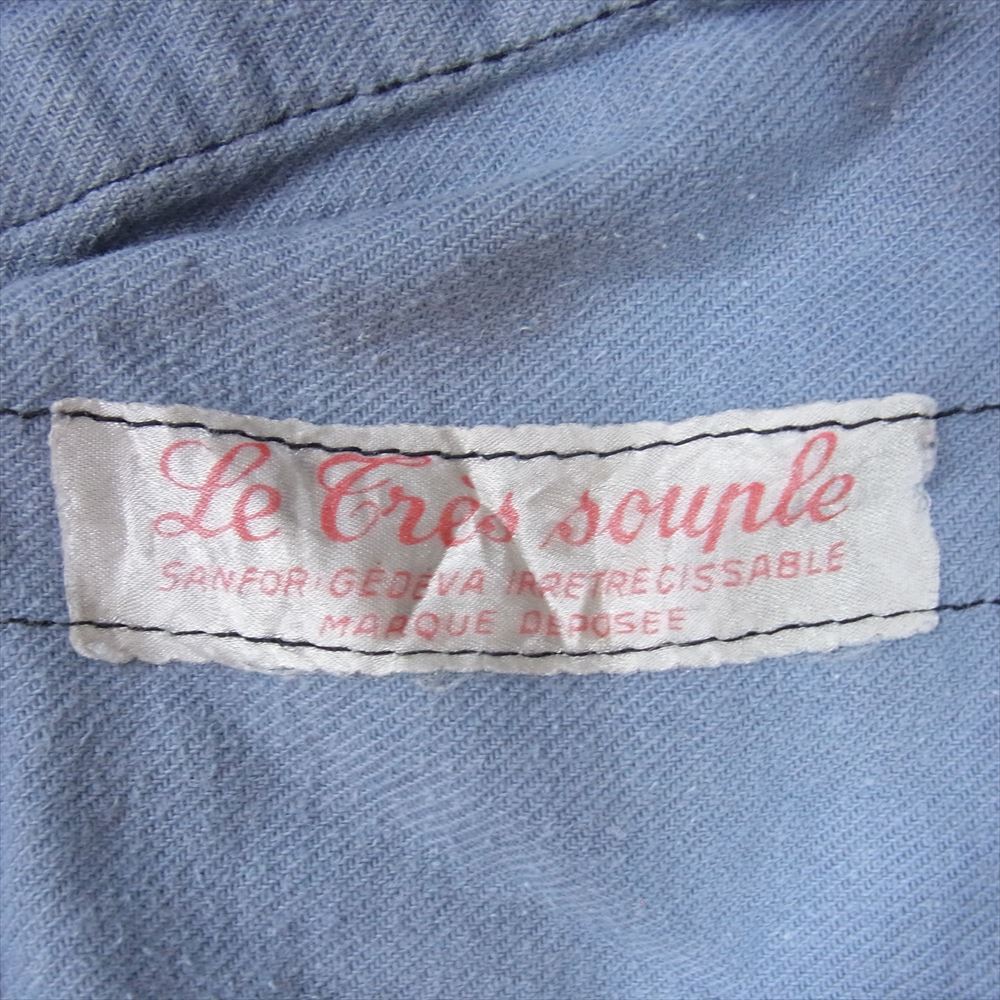 Le Très souple
SANFOR·GEDEVA IRRETRECISSABLE
MARQUE DEPOSEE